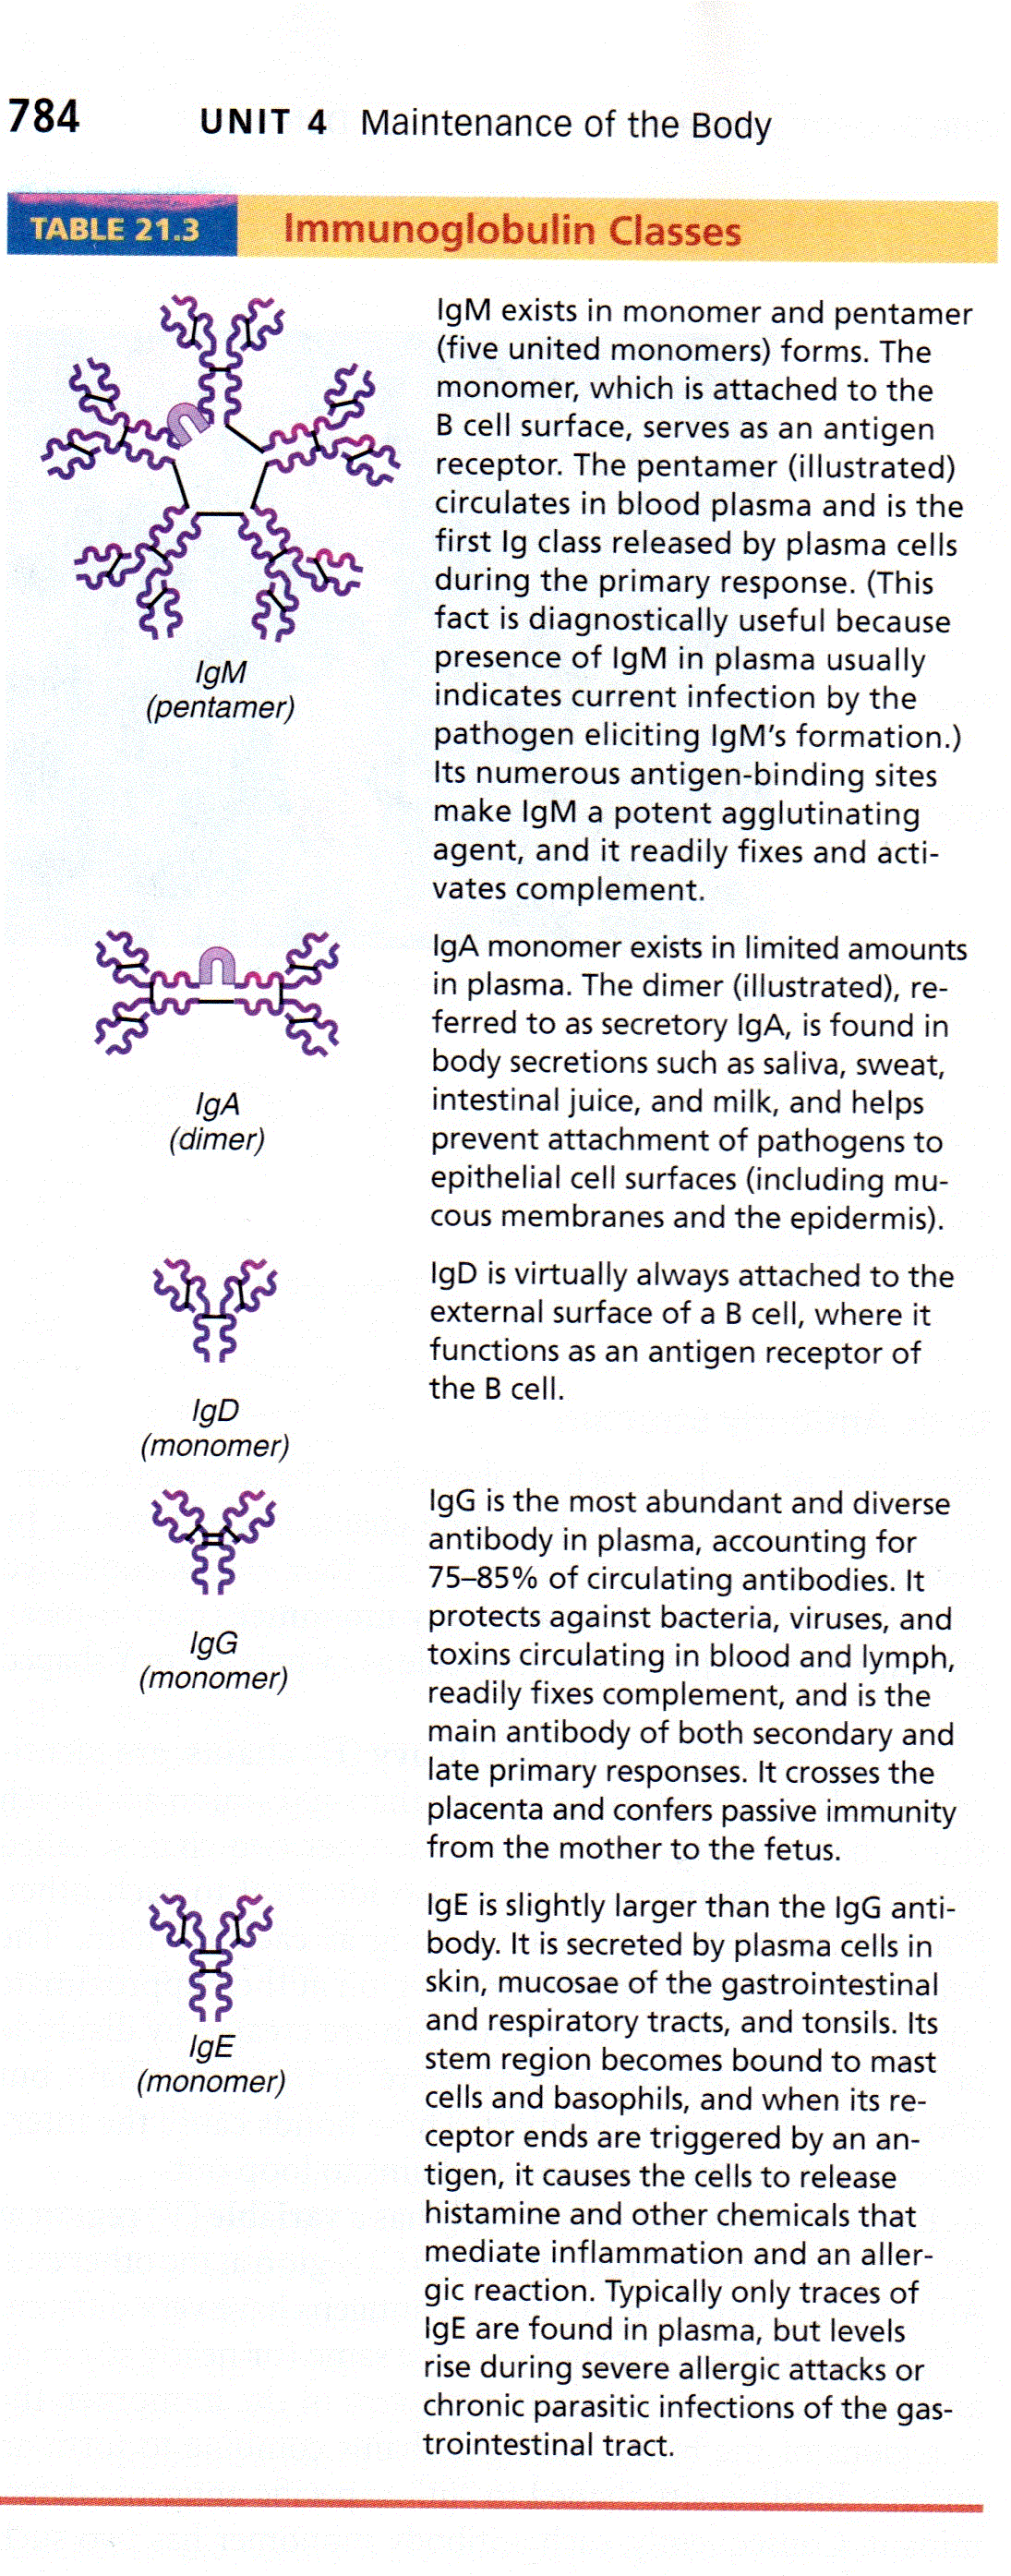 784 UNIT 4 Maintenance of the Body
TABLE 21.3 Immunoglobulin Classes
IgM exists in monomer and pentamer
(five united monomers) forms. The
monomer, which is attached to the
B cell surface, serves as an antigen
receptor. The pentamer (illustrated)
circulates in blood plasma and is the
first Ig class released by plasma cells
during the primary response. (This
fact is diagnostically useful because
presence of IgM in plasma usually
indicates current infection by the
pathogen eliciting IgM's formation.)
Its numerous antigen-binding sites
make IgM a potent agglutinating
agent, and it readily fixes and acti-
vates complement.
IgM
(pentamer)
IgA monomer exists in limited amounts
in plasma. The dimer (illustrated), re-
ferred to as secretory IgA, is found in
body secretions such as saliva, sweat,
intestinal juice, and milk, and helps
prevent attachment of pathogens to
epithelial cell surfaces (including mu-
cous membranes and the epidermis).
IgA
(dimer)
IgD is virtually always attached to the
external surface of a B cell, where it
functions as an antigen receptor of
the B cell.
IgD
(monomer)
IgG is the most abundant and diverse
antibody in plasma, accounting for
75–85% of circulating antibodies. It
protects against bacteria, viruses, and
toxins circulating in blood and lymph,
readily fixes complement, and is the
main antibody of both secondary and
late primary responses. It crosses the
placenta and confers passive immunity
from the mother to the fetus.
IgG
(monomer)
IgE is slightly larger than the IgG anti-
body. It is secreted by plasma cells in
skin, mucosae of the gastrointestinal
and respiratory tracts, and tonsils. Its
stem region becomes bound to mast
cells and basophils, and when its re-
ceptor ends are triggered by an an-
tigen, it causes the cells to release
histamine and other chemicals that
mediate inflammation and an aller-
gic reaction. Typically only traces of
IgE are found in plasma, but levels
rise during severe allergic attacks or
chronic parasitic infections of the gas-
trointestinal tract.
IgE
(monomer)